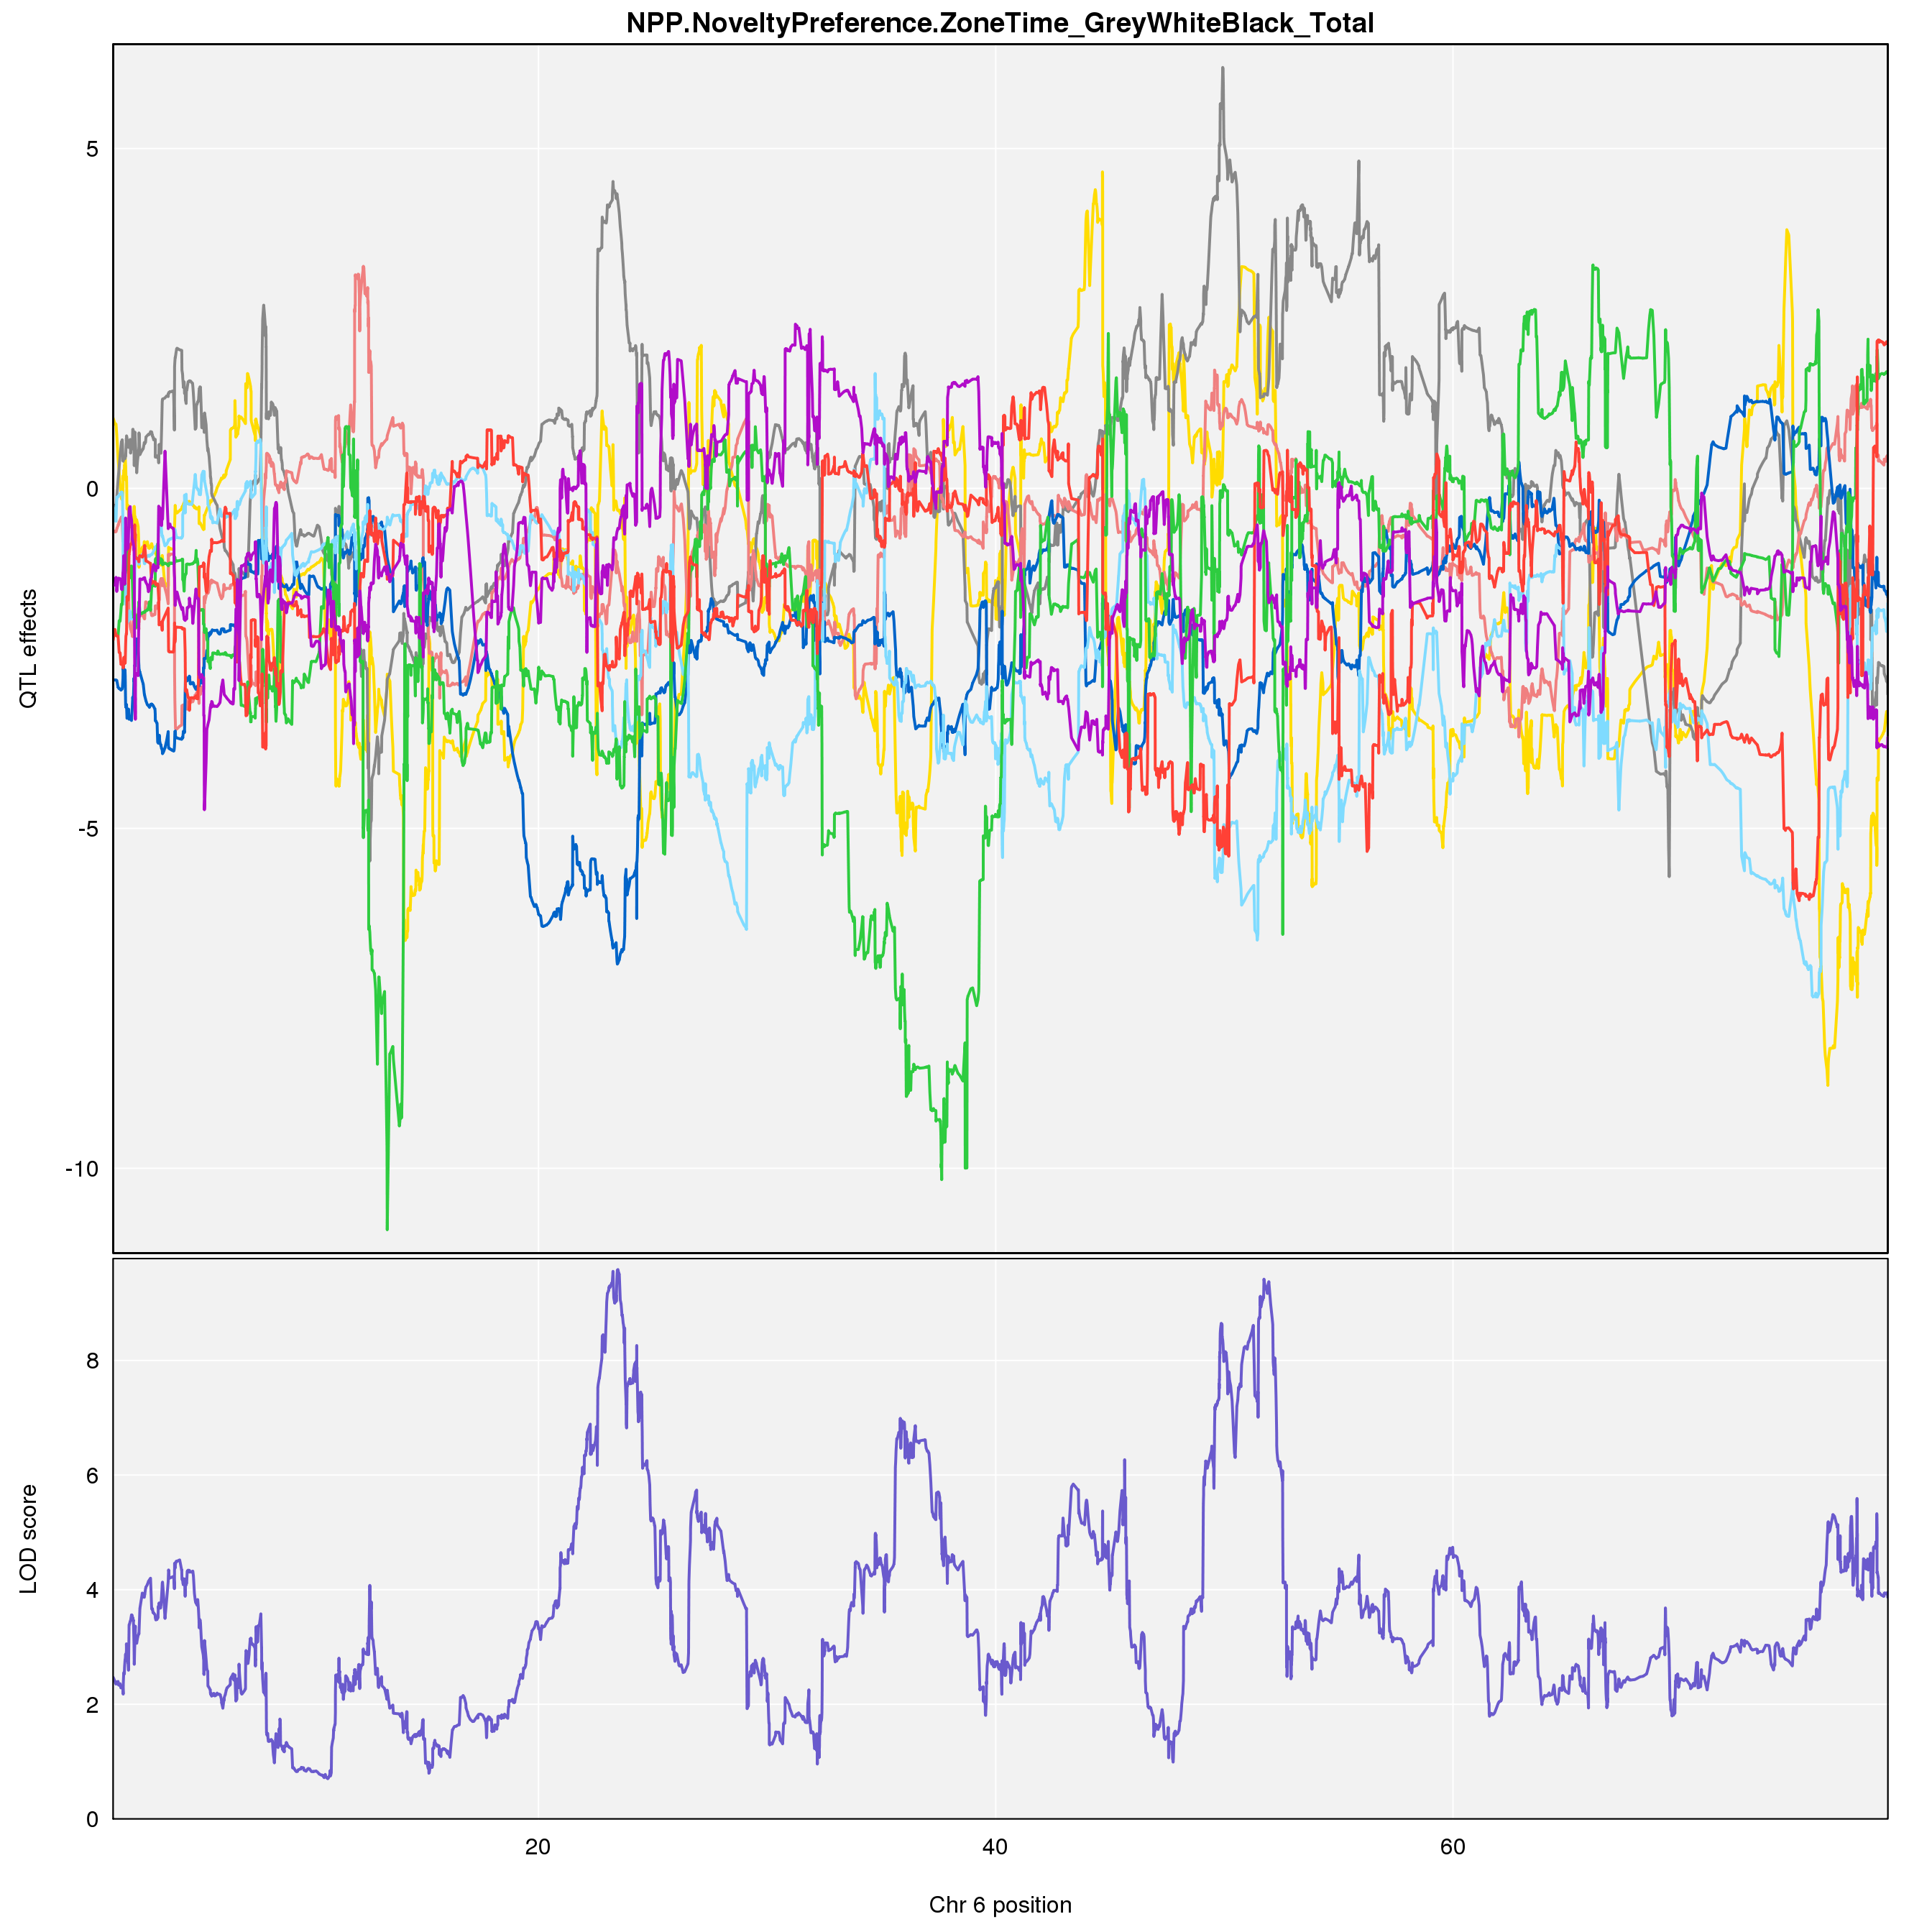 NPP.NoveltyPreference.ZoneTime_GreyWhiteBlack_Total
QTL effects
5
0
-5
-10
LOD score
8
6
4
2
0
20 40 60
Chr 6 position